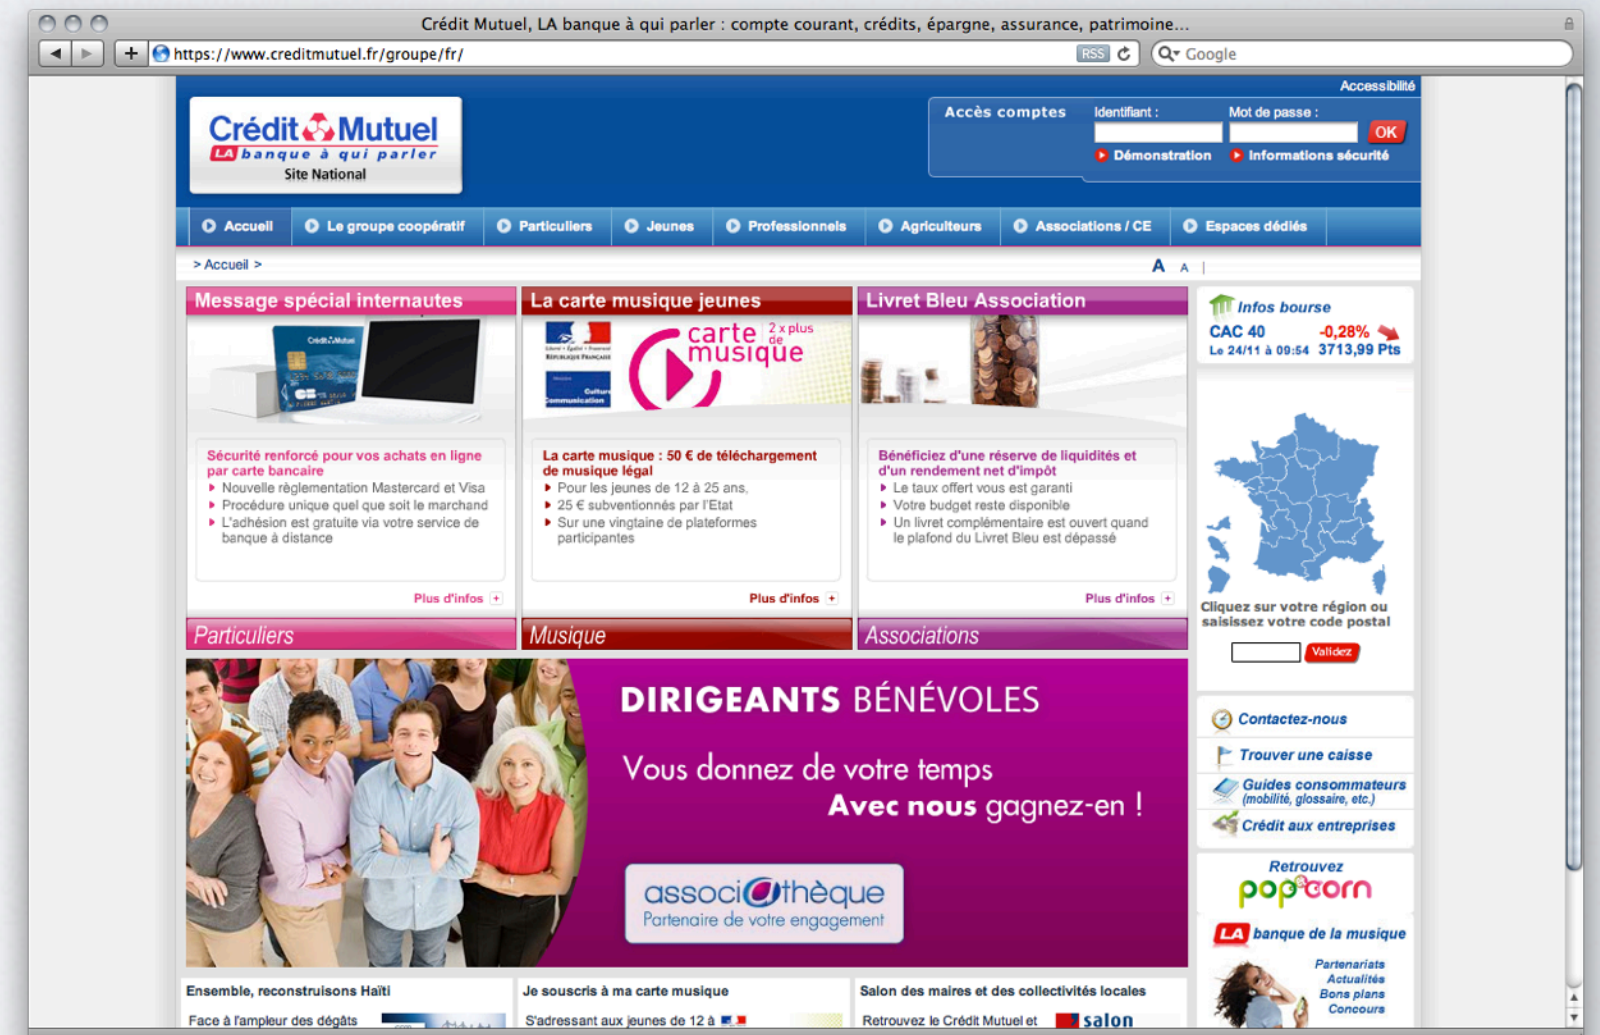 Crédit Mutuel, LA banque à qui parler : compte courant, crédits, épargne, assurance, patrimoine...
https://www.creditmutuel.fr/groupe/fr/
RSS
Google
Accessibilité
Crédit Mutuel
LA banque à qui parler
Site National
Accès comptes
Identifiant :
Mot de passe :
OK
Démonstration
Informations sécurité
Accueil
Le groupe coopératif
Particuliers
Jeunes
Professionnels
Agriculteurs
Associations / CE
Espaces dédiés
> Accueil >
A A |
Message spécial internautes
Crédit Mutuel
Sécurité renforcé pour vos achats en ligne
par carte bancaire
Nouvelle règlementation Mastercard et Visa
Procédure unique quel que soit le marchand
L'adhésion est gratuite via votre service de
banque à distance
Plus d'infos +
Particuliers
La carte musique jeunes
Liberté • Égalité • Fraternité
RÉPUBLIQUE FRANÇAISE
Culture
Communication
carte
2 x plus
de
musique
La carte musique : 50 € de téléchargement
de musique légal
Pour les jeunes de 12 à 25 ans,
25 € subventionnés par l'Etat
Sur une vingtaine de plateformes
participantes
Plus d'infos +
Musique
Livret Bleu Association
Bénéficiez d'une réserve de liquidités et
d'un rendement net d'impôt
Le taux offert vous est garanti
Votre budget reste disponible
Un livret complémentaire est ouvert quand
le plafond du Livret Bleu est dépassé
Plus d'infos +
Associations
Infos bourse
CAC 40 -0,28%
Le 24/11 à 09:54 3713,99 Pts
Cliquez sur votre région ou
saisissez votre code postal
Validez
DIRIGEANTS BÉNÉVOLES
Vous donnez de votre temps
Avec nous gagnez-en !
associathèque
Partenaire de votre engagement
Contactez-nous
Trouver une caisse
Guides consommateurs
(mobilité, glossaire, etc.)
Crédit aux entreprises
Retrouvez
popcorn
LA banque de la musique
Partenariats
Actualités
Bons plans
Concours
Ensemble, reconstruisons Haïti
Face à l'ampleur des dégâts
Je souscris à ma carte musique
S'adressant aux jeunes de 12 à
Salon des maires et des collectivités locales
Retrouvez le Crédit Mutuel et
salon